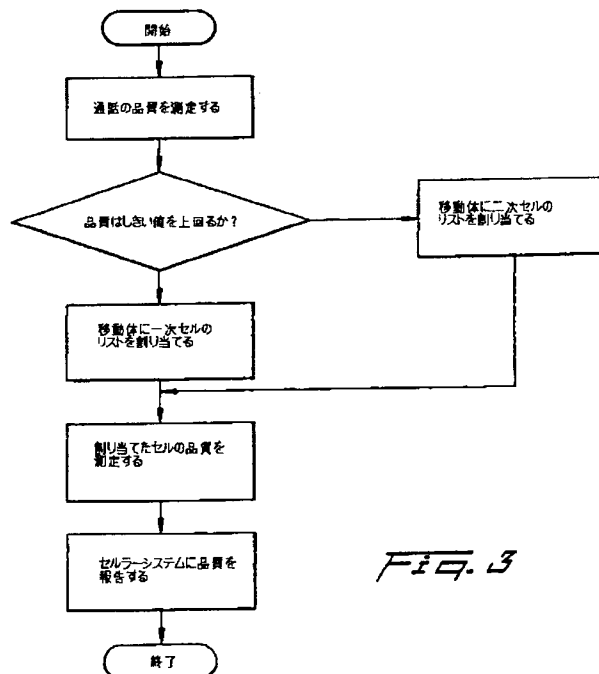 開始
通話の品質を測定する
品質はしきい値を上回るか?
移動体に二次セルの
リストを割り当てる
移動体に一次セルの
リストを割り当てる
割り当てたセルの品質を
測定する
セルラーシステムに品質を
報告する
終了
Fig. 3